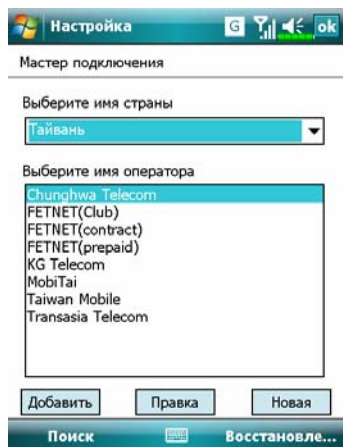 Настройка G ok
Мастер подключения
Выберите имя страны
Тайвань
Выберите имя оператора
Chunghwa Telecom
FETNET(Club)
FETNET(contract)
FETNET(prepaid)
KG Telecom
MobiTai
Taiwan Mobile
Transasia Telecom
Добавить Правка Новая
Поиск Восстановле...